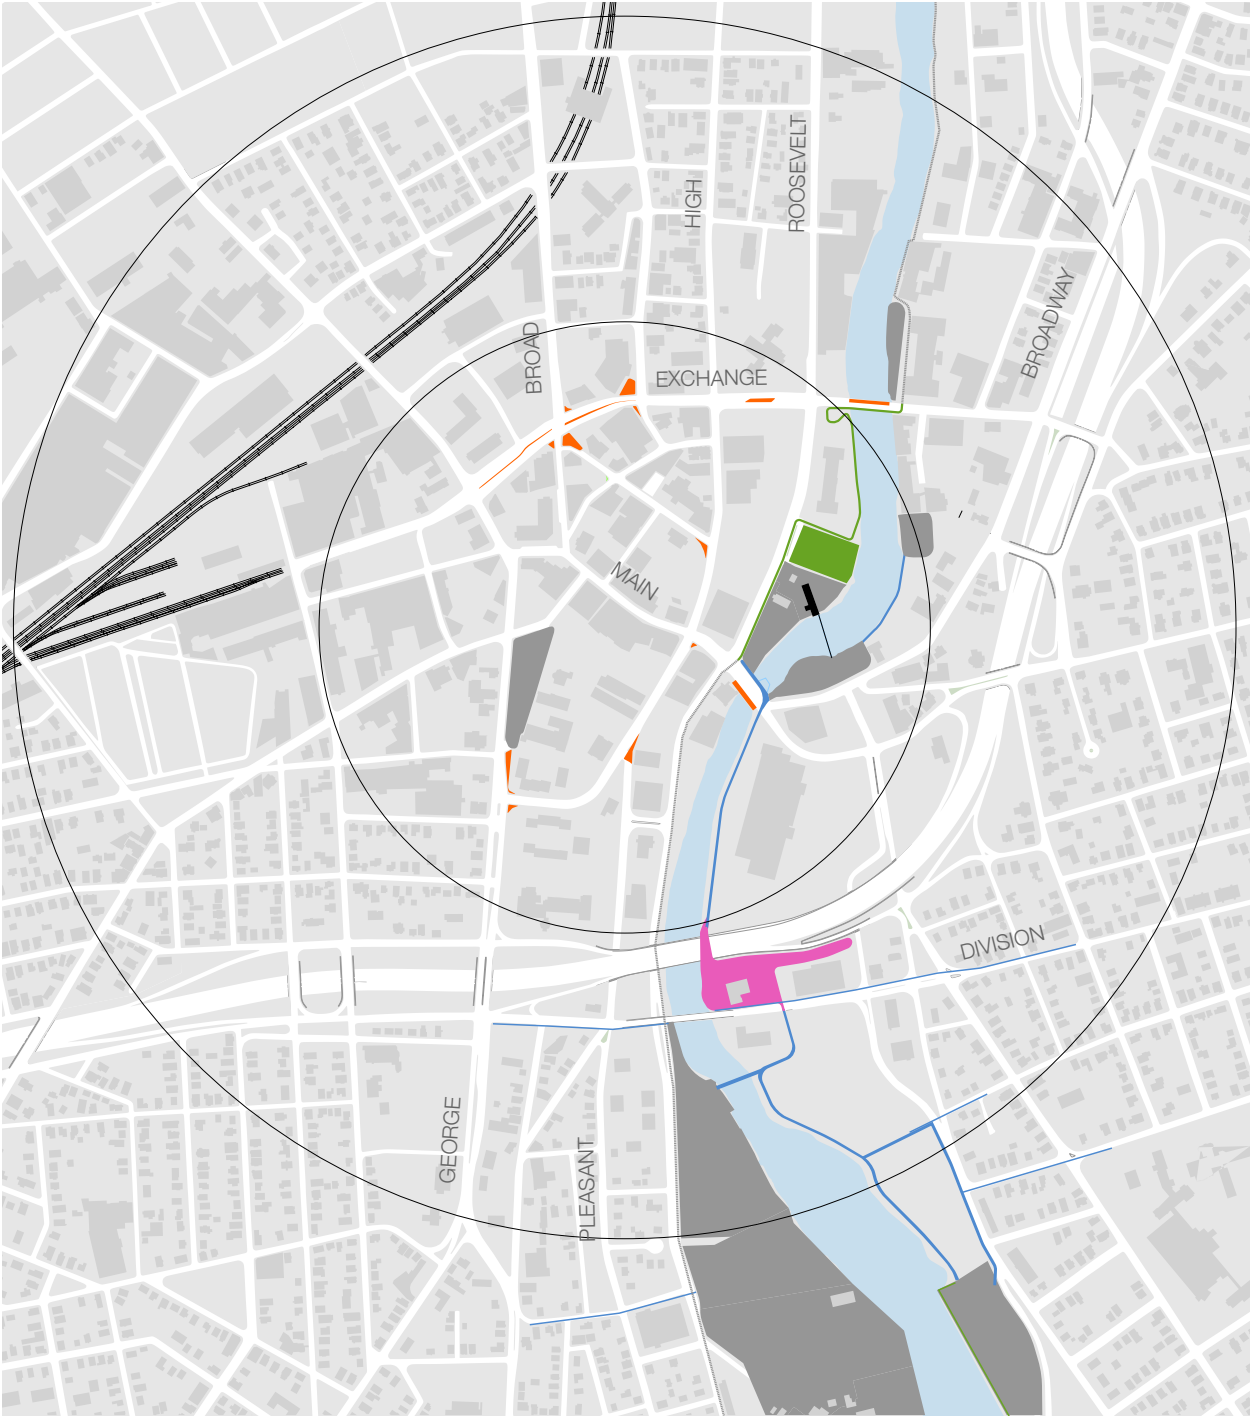 ROOSEVELT
HIGH
BROADWAY
BROAD
EXCHANGE
MAIN
DIVISION
GEORGE
PLEASANT